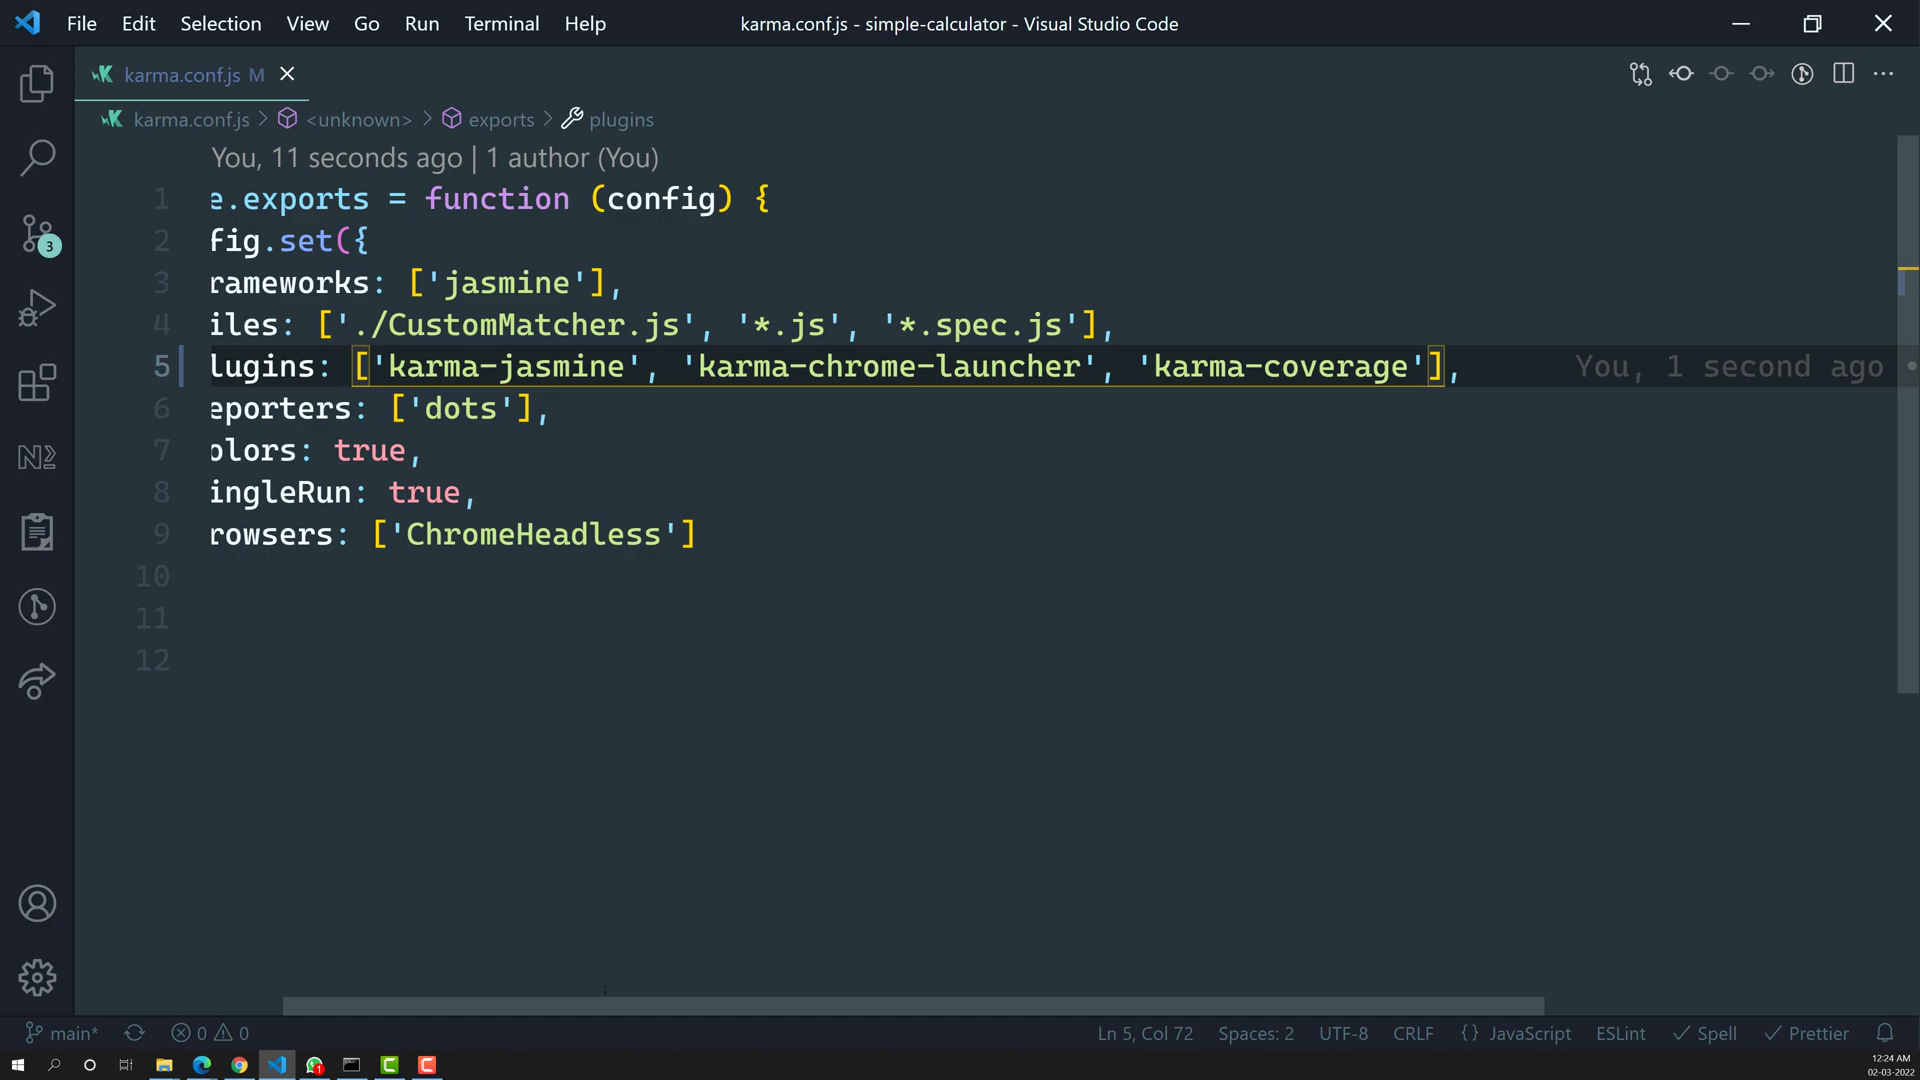 File Edit Selection View Go Run Terminal Help
karma.conf.js - simple-calculator - Visual Studio Code
karma.conf.js M
karma.conf.js > <unknown> > exports > plugins
You, 11 seconds ago | 1 author (You)
1 e.exports = function (config) {
2 fig.set({
3 rameworks: ['jasmine'],
4 iles: ['./CustomMatcher.js', '*.js', '*.spec.js'],
5 lugins: ['karma-jasmine', 'karma-chrome-launcher', 'karma-coverage'], You, 1 second ago •
6 eporters: ['dots'],
7 olors: true,
8 ingleRun: true,
9 rowsers: ['ChromeHeadless']
10
11
12
3
main* 0 0 Ln 5, Col 72 Spaces: 2 UTF-8 CRLF {} JavaScript ESLint Spell Prettier
1
12:24 AM
02-03-2022